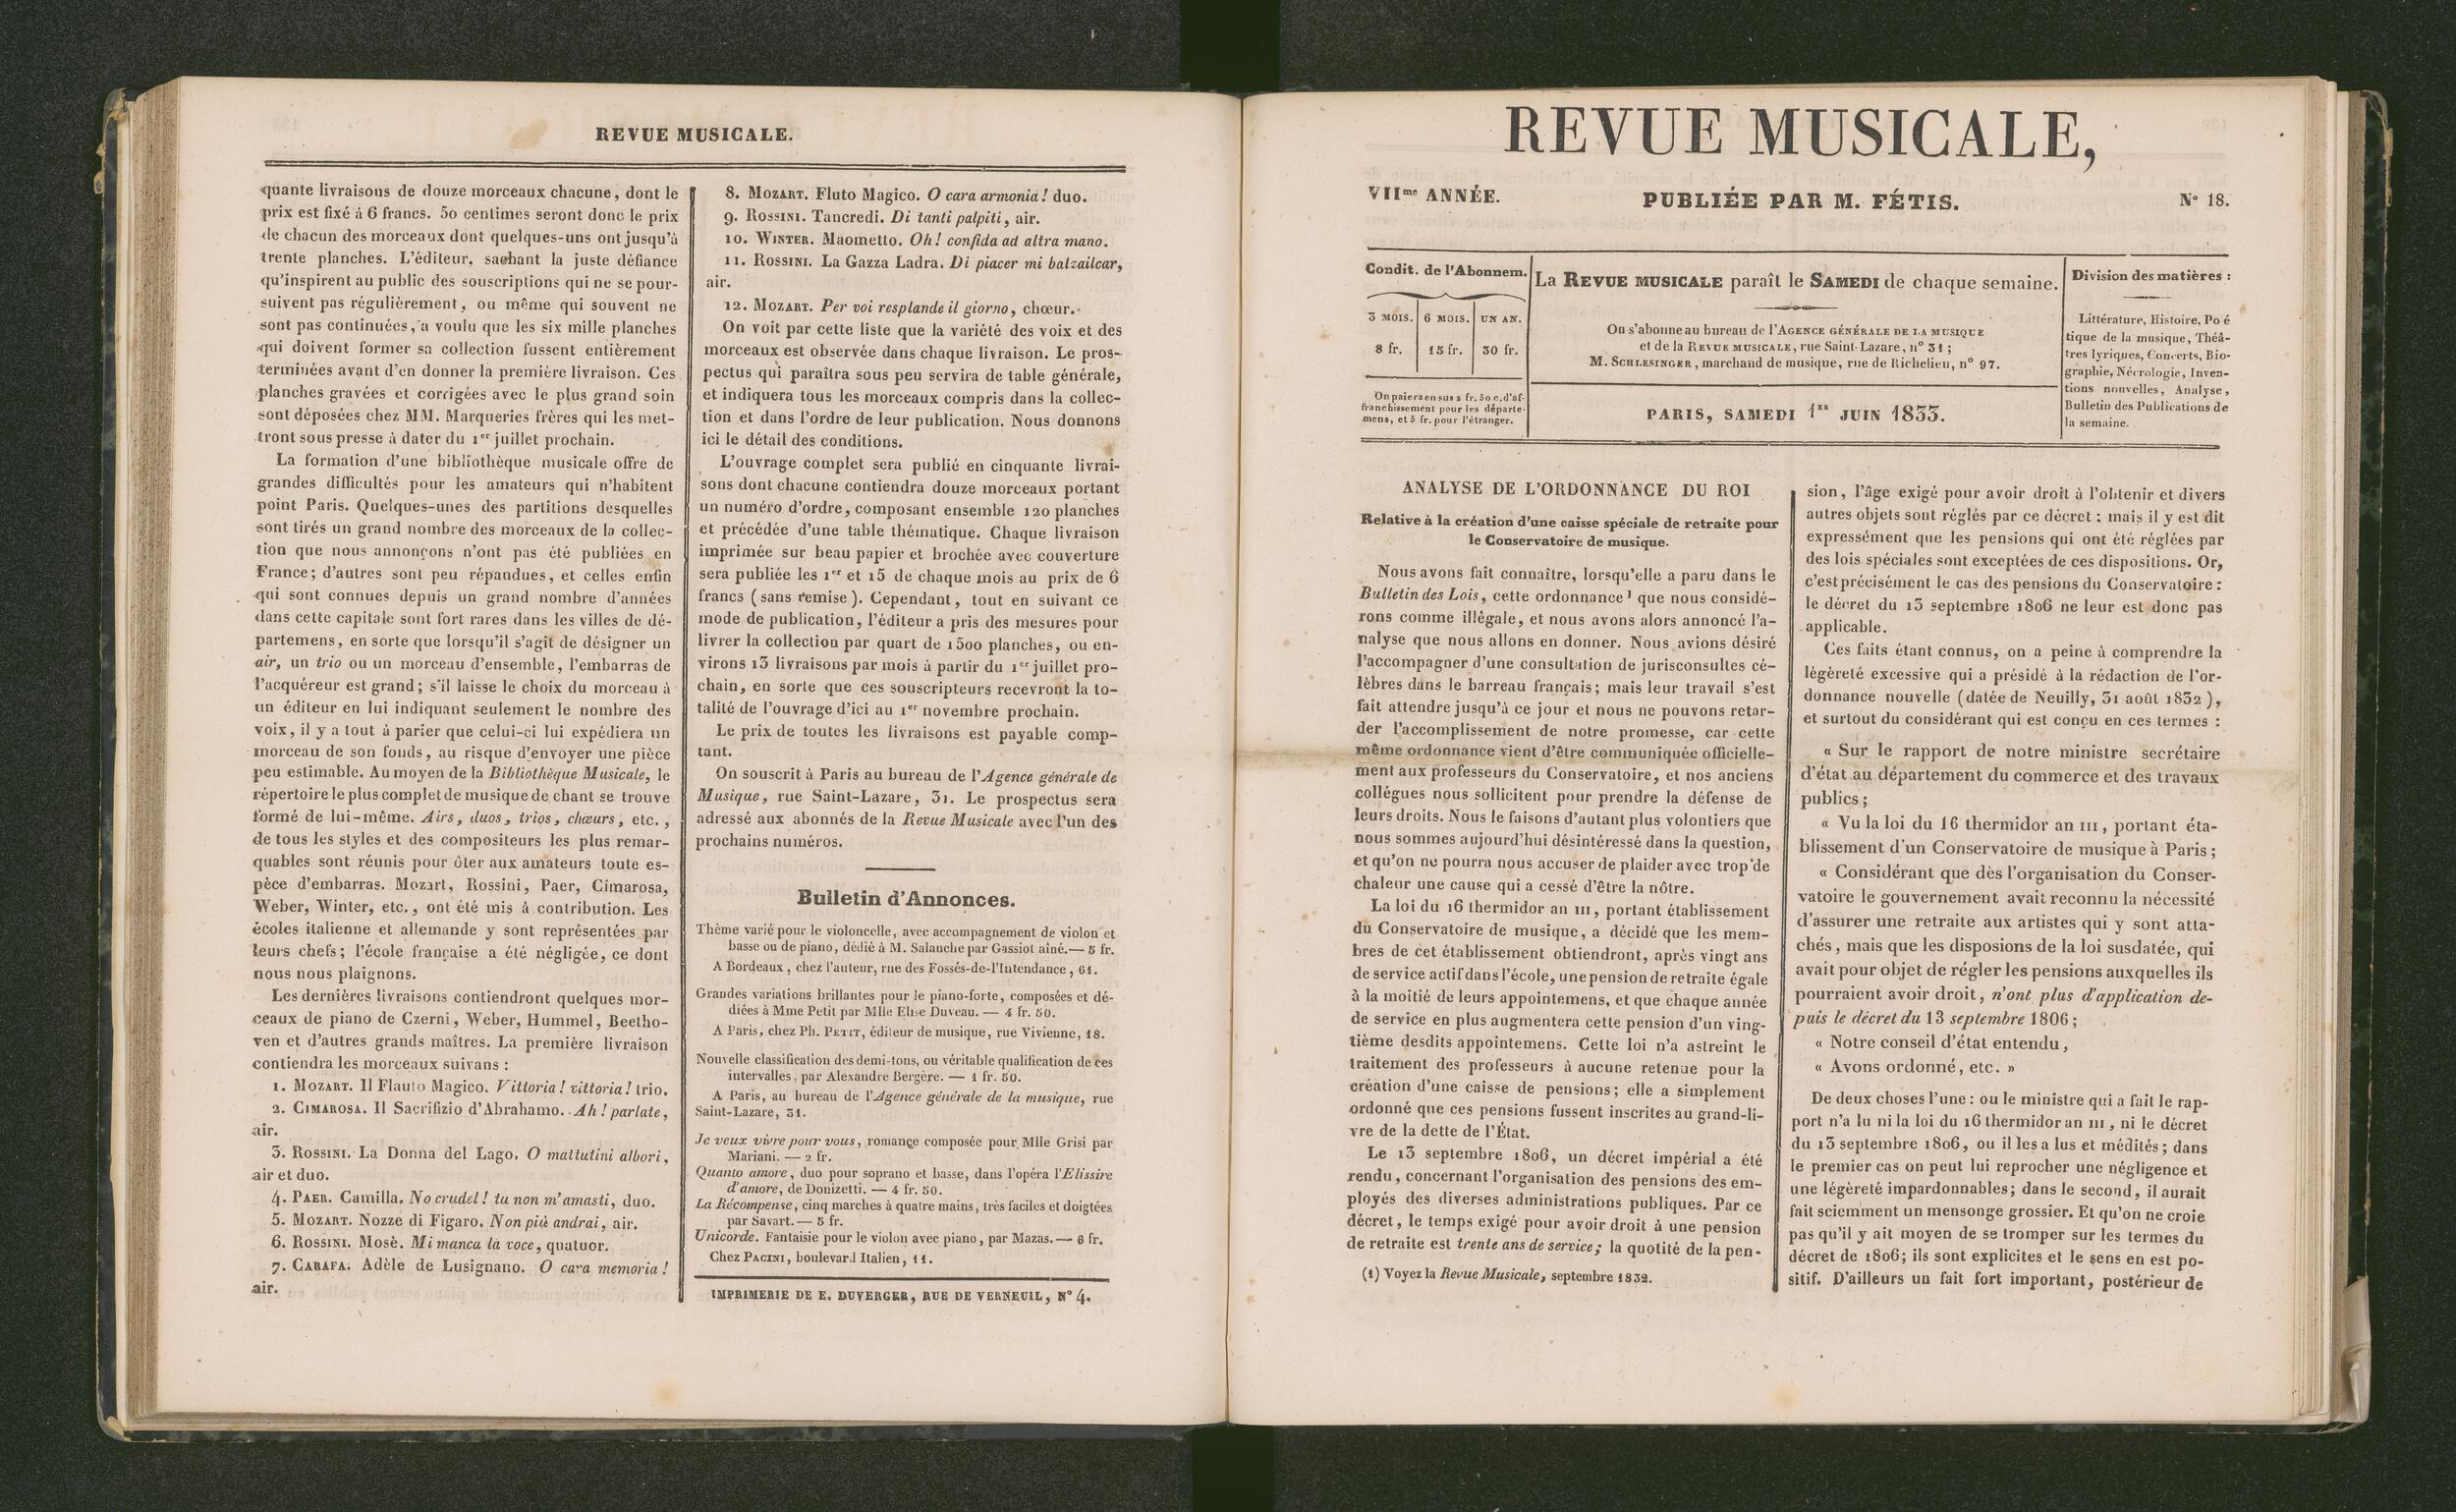 REVUE MUSICALE.
quante livraisons de douze morceaux chacune, dont le
prix est fixé à 6 francs. 50 centimes seront donc le prix
de chacun des morceaux dont quelques-uns ont jusqu'à
trente planches. L'éditeur, sachant la juste défiance
qu'inspirent au public des souscriptions qui ne se pour-
suivent pas régulièrement, ou même qui souvent ne
sont pas continuées, a voulu que les six mille planches
qui doivent former sa collection fussent entièrement
terminées avant d'en donner la première livraison. Ces
planches gravées et corrigées avec le plus grand soin
sont déposées chez MM. Marqueries frères qui les met-
tront sous presse à dater du 1er juillet prochain.
La formation d'une bibliothèque musicale offre de
grandes difficultés pour les amateurs qui n'habitent
point Paris. Quelques-unes des partitions desquelles
sont tirés un grand nombre des morceaux de la collec-
tion que nous annonçons n'ont pas été publiées en
France; d'autres sont peu répandues, et celles enfin
qui sont connues depuis un grand nombre d'années
dans cette capitale sont fort rares dans les villes de dé-
partemens, en sorte que lorsqu'il s'agit de désigner un
air, un trio ou un morceau d'ensemble, l'embarras de
l'acquéreur est grand; s'il laisse le choix du morceau à
un éditeur en lui indiquant seulement le nombre des
voix, il y a tout à parier que celui-ci lui expédiera un
morceau de son fonds, au risque d'envoyer une pièce
peu estimable. Au moyen de la Bibliothèque Musicale, le
répertoire le plus complet de musique de chant se trouve
formé de lui-même. Airs, duos, trios, chœurs, etc.,
de tous les styles et des compositeurs les plus remar-
quables sont réunis pour ôter aux amateurs toute es-
pèce d'embarras. Mozart, Rossini, Paer, Cimarosa,
Weber, Winter, etc., ont été mis à contribution. Les
écoles italienne et allemande y sont représentées par
leurs chefs; l'école française a été négligée, ce dont
nous nous plaignons.
Les dernières livraisons contiendront quelques mor-
ceaux de piano de Czerni, Weber, Hummel, Beetho-
ven et d'autres grands maîtres. La première livraison
contiendra les morceaux suivans :
1. MOZART. Il Flauto Magico. Vittoria! vittoria! trio.
2. CIMAROSA. Il Sacrifizio d'Abrahamo. Ah! parlate,
air.
3. ROSSINI. La Donna del Lago. O mattutini albori,
air et duo.
4. PAER. Camilla. No crudel! tu non m'amasti, duo.
5. MOZART. Nozze di Figaro. Non più andrai, air.
6. ROSSINI. Mosè. Mi manca la voce, quatuor.
7. CARAFA. Adèle de Lusignano. O cara memoria!
air.
8. MOZART. Fluto Magico. O cara armonia! duo.
9. ROSSINI. Tancredi. Di tanti palpiti, air.
10. WINTER. Maometto. Oh! confida ad altra mano.
11. ROSSINI. La Gazza Ladra. Di piacer mi balzailcar,
air.
12. MOZART. Per voi resplande il giorno, chœur.
On voit par cette liste que la variété des voix et des
morceaux est observée dans chaque livraison. Le pros-
pectus qui paraîtra sous peu servira de table générale,
et indiquera tous les morceaux compris dans la collec-
tion et dans l'ordre de leur publication. Nous donnons
ici le détail des conditions.
L'ouvrage complet sera publié en cinquante livrai-
sons dont chacune contiendra douze morceaux portant
un numéro d'ordre, composant ensemble 120 planches
et précédée d'une table thématique. Chaque livraison
imprimée sur beau papier et brochée avec couverture
sera publiée les 1er et 15 de chaque mois au prix de 6
francs (sans remise). Cependant, tout en suivant ce
mode de publication, l'éditeur a pris des mesures pour
livrer la collection par quart de 1500 planches, ou en-
virons 13 livraisons par mois à partir du 1er juillet pro-
chain, en sorte que ces souscripteurs recevront la to-
talité de l'ouvrage d'ici au 1er novembre prochain.
Le prix de toutes les livraisons est payable comp-
tant.
On souscrit à Paris au bureau de l'Agence générale de
Musique, rue Saint-Lazare, 31. Le prospectus sera
adressé aux abonnés de la Revue Musicale avec l'un des
prochains numéros.
Bulletin d'Annonces.
Thème varié pour le violoncelle, avec accompagnement de violon et
basse ou de piano, dédié à M. Salauche par Gassiot aîné. — 5 fr.
A Bordeaux, chez l'auteur, rue des Fossés-de-l'Intendance, 61.
Grandes variations brillantes pour le piano-forte, composées et dé-
diées à Mme Petit par Mlle Elise Duveau. — 4 fr. 50.
A Paris, chez Ph. PETIT, éditeur de musique, rue Vivienne, 18.
Nouvelle classification des demi-tons, ou véritable qualification de ces
intervalles, par Alexandre Bergère. — 1 fr. 50.
A Paris, au bureau de l'Agence générale de la musique, rue
Saint-Lazare, 31.
Je veux vivre pour vous, romance composée pour Mlle Grisi par
Mariani. — 2 fr.
Quanto amore, duo pour soprano et basse, dans l'opéra l'Elissire
d'amore, de Donizetti. — 4 fr. 50.
La Récompense, cinq marches à quatre mains, très faciles et doigtées
par Savart. — 5 fr.
Unicorde. Fantaisie pour le violon avec piano, par Mazas. — 6 fr.
Chez PACINI, boulevard Italien, 11.
IMPRIMERIE DE E. DUVERGER, RUE DE VERNEUIL, N° 4.
REVUE MUSICALE,
VIIme ANNÉE.
PUBLIÉE PAR M. FÉTIS.
N° 18.
Condit. de l'Abonnem.
3 MOIS. 6 MOIS. UN AN.
8 fr. 15 fr. 30 fr.
On paiera en sus 2 fr. 50 c. d'af-
franchissement pour les départe-
mens, et 5 fr. pour l'étranger.
La REVUE MUSICALE paraît le SAMEDI de chaque semaine.
On s'abonne au bureau de l'AGENCE GÉNÉRALE DE LA MUSIQUE
et de la REVUE MUSICALE, rue Saint-Lazare, n° 31;
M. SCHLESINGER, marchand de musique, rue de Richelieu, n° 97.
PARIS, SAMEDI 1er JUIN 1833.
Division des matières :
Littérature, Histoire, Poé
tique de la musique, Théâ-
tres lyriques, Concerts, Bio-
graphie, Nécrologie, Inven-
tions nouvelles, Analyse,
Bulletin des Publications de
la semaine.
ANALYSE DE L'ORDONNANCE DU ROI
Relative à la création d'une caisse spéciale de retraite pour
le Conservatoire de musique.
Nous avons fait connaître, lorsqu'elle a paru dans le
Bulletin des Lois, cette ordonnance 1 que nous considé-
rons comme illégale, et nous avons alors annoncé l'a-
nalyse que nous allons en donner. Nous avions désiré
l'accompagner d'une consultation de jurisconsultes cé-
lèbres dans le barreau français; mais leur travail s'est
fait attendre jusqu'à ce jour et nous ne pouvons retar-
der l'accomplissement de notre promesse, car cette
même ordonnance vient d'être communiquée officielle-
ment aux professeurs du Conservatoire, et nos anciens
collégues nous sollicitent pour prendre la défense de
leurs droits. Nous le faisons d'autant plus volontiers que
nous sommes aujourd'hui désintéressé dans la question,
et qu'on ne pourra nous accuser de plaider avec trop de
chaleur une cause qui a cessé d'être la nôtre.
La loi du 16 thermidor an III, portant établissement
du Conservatoire de musique, a décidé que les mem-
bres de cet établissement obtiendront, après vingt ans
de service actif dans l'école, une pension de retraite égale
à la moitié de leurs appointemens, et que chaque année
de service en plus augmentera cette pension d'un ving-
tième desdits appointemens. Cette loi n'a astreint le
traitement des professeurs à aucune retenue pour la
création d'une caisse de pensions; elle a simplement
ordonné que ces pensions fussent inscrites au grand-li-
vre de la dette de l'État.
Le 13 septembre 1806, un décret impérial a été
rendu, concernant l'organisation des pensions des em-
ployés des diverses administrations publiques. Par ce
décret, le temps exigé pour avoir droit à une pension
de retraite est trente ans de service; la quotité de la pen-
(1) Voyez la Revue Musicale, septembre 1832.
sion, l'âge exigé pour avoir droit à l'obtenir et divers
autres objets sont réglés par ce décret : mais il y est dit
expressément que les pensions qui ont été réglées par
des lois spéciales sont exceptées de ces dispositions. Or,
c'est précisément le cas des pensions du Conservatoire :
le décret du 13 septembre 1806 ne leur est donc pas
applicable.
Ces faits étant connus, on a peine à comprendre la
légèreté excessive qui a présidé à la rédaction de l'or-
donnance nouvelle (datée de Neuilly, 31 août 1832),
et surtout du considérant qui est conçu en ces termes :
« Sur le rapport de notre ministre secrétaire
d'état au département du commerce et des travaux
publics;
« Vu la loi du 16 thermidor an III, portant éta-
blissement d'un Conservatoire de musique à Paris;
« Considérant que dès l'organisation du Conser-
vatoire le gouvernement avait reconnu la nécessité
d'assurer une retraite aux artistes qui y sont atta-
chés, mais que les disposions de la loi susdatée, qui
avait pour objet de régler les pensions auxquelles ils
pourraient avoir droit, n'ont plus d'application de-
puis le décret du 13 septembre 1806;
« Notre conseil d'état entendu,
« Avons ordonné, etc. »
De deux choses l'une : ou le ministre qui a fait le rap-
port n'a lu ni la loi du 16 thermidor an III, ni le décret
du 13 septembre 1806, ou il les a lus et médités; dans
le premier cas on peut lui reprocher une négligence et
une légèreté impardonnables; dans le second, il aurait
fait sciemment un mensonge grossier. Et qu'on ne croie
pas qu'il y ait moyen de se tromper sur les termes du
décret de 1806; ils sont explicites et le sens en est po-
sitif. D'ailleurs un fait fort important, postérieur de